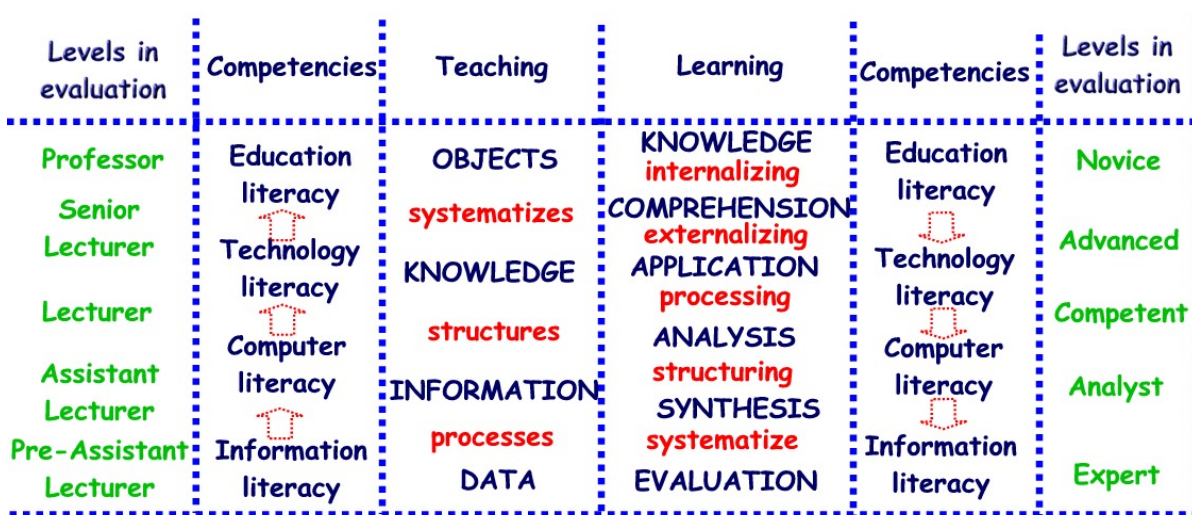 Levels in
evaluation
Competencies
Teaching
Learning
Competencies
Levels in
evaluation
Professor
Senior
Lecturer
Lecturer
Assistant
Lecturer
Pre-Assistant
Lecturer
Education
literacy
Technology
literacy
Computer
literacy
Information
literacy
OBJECTS
systematizes
KNOWLEDGE
structures
INFORMATION
processes
DATA
KNOWLEDGE
internalizing
COMPREHENSION
externalizing
APPLICATION
processing
ANALYSIS
structuring
SYNTHESIS
systematize
EVALUATION
Education
literacy
Technology
literacy
Computer
literacy
Information
literacy
Novice
Advanced
Competent
Analyst
Expert